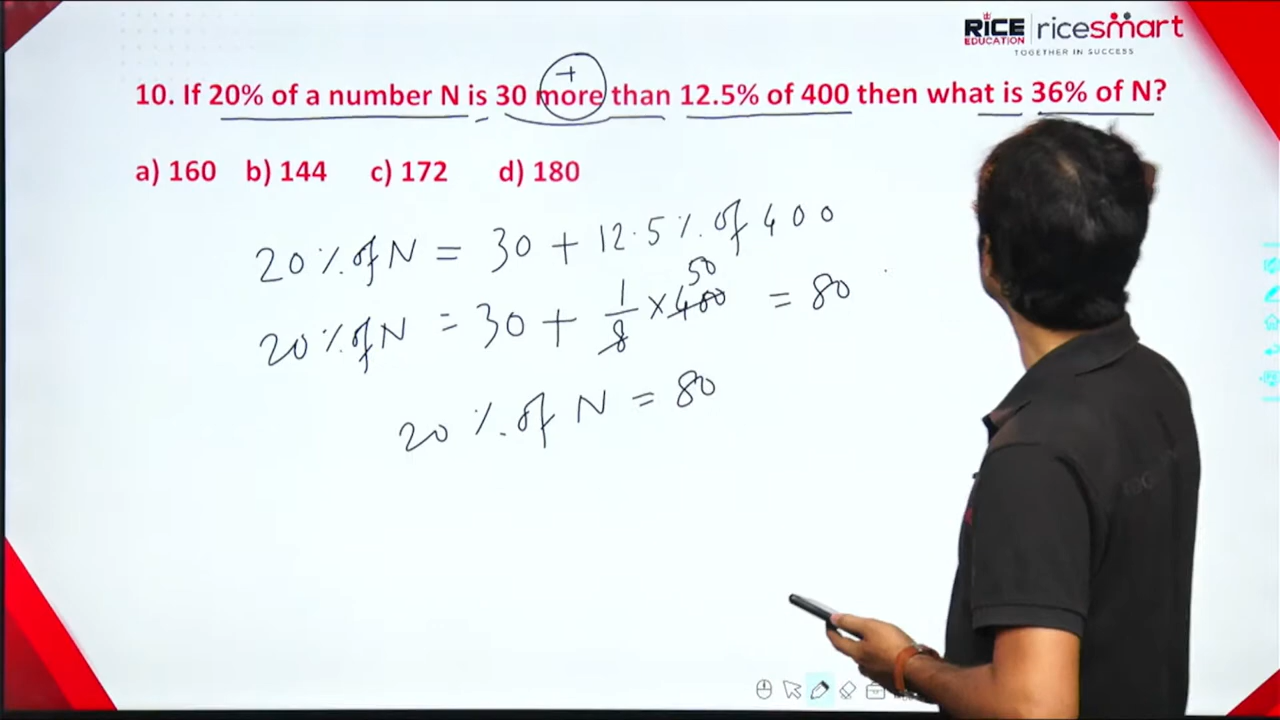 RICE EDUCATION ricesmart
TOGETHER IN SUCCESS
+
10. If 20% of a number N is 30 more than 12.5% of 400 then what is 36% of N?
a) 160 b) 144 c) 172 d) 180
20%.of N = 30 + 12.5%.of 400
50
20%.of N = 30 + 1/8 × 400 = 80
20%.of N = 80